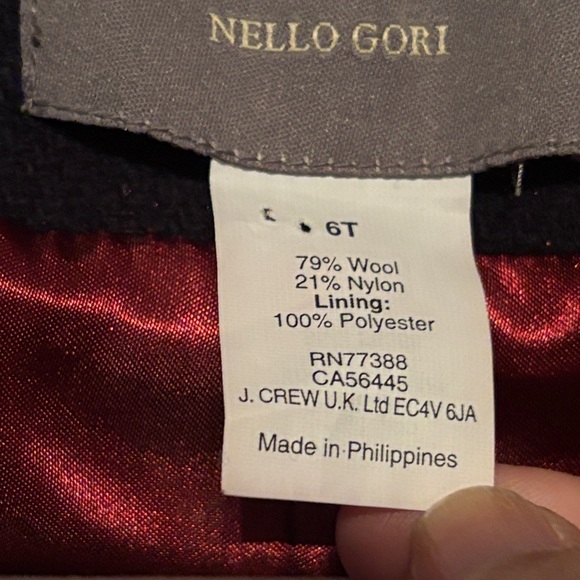 NELLO GORI
6T
79% Wool
21% Nylon
Lining:
100% Polyester
RN77388
CA56445
J. CREW U.K. Ltd EC4V 6JA
Made in Philippines